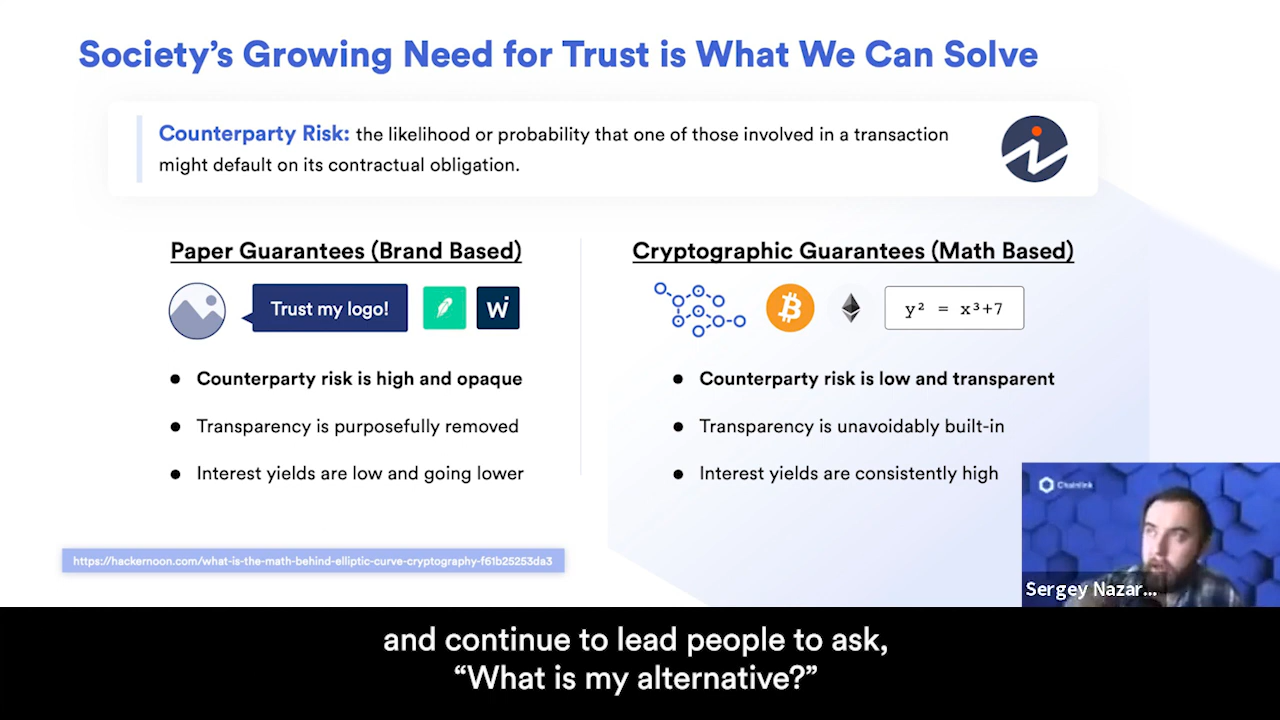 Society's Growing Need for Trust is What We Can Solve
Counterparty Risk: the likelihood or probability that one of those involved in a transaction
might default on its contractual obligation.
Paper Guarantees (Brand Based)
Trust my logo!
W
● Counterparty risk is high and opaque
● Transparency is purposefully removed
● Interest yields are low and going lower
Cryptographic Guarantees (Math Based)
₿
y² = x³+7
● Counterparty risk is low and transparent
● Transparency is unavoidably built-in
● Interest yields are consistently high
https://hackernoon.com/what-is-the-math-behind-elliptic-curve-cryptography-f61b25253da3
Chainlink
Sergey Nazar...
and continue to lead people to ask,
“What is my alternative?”